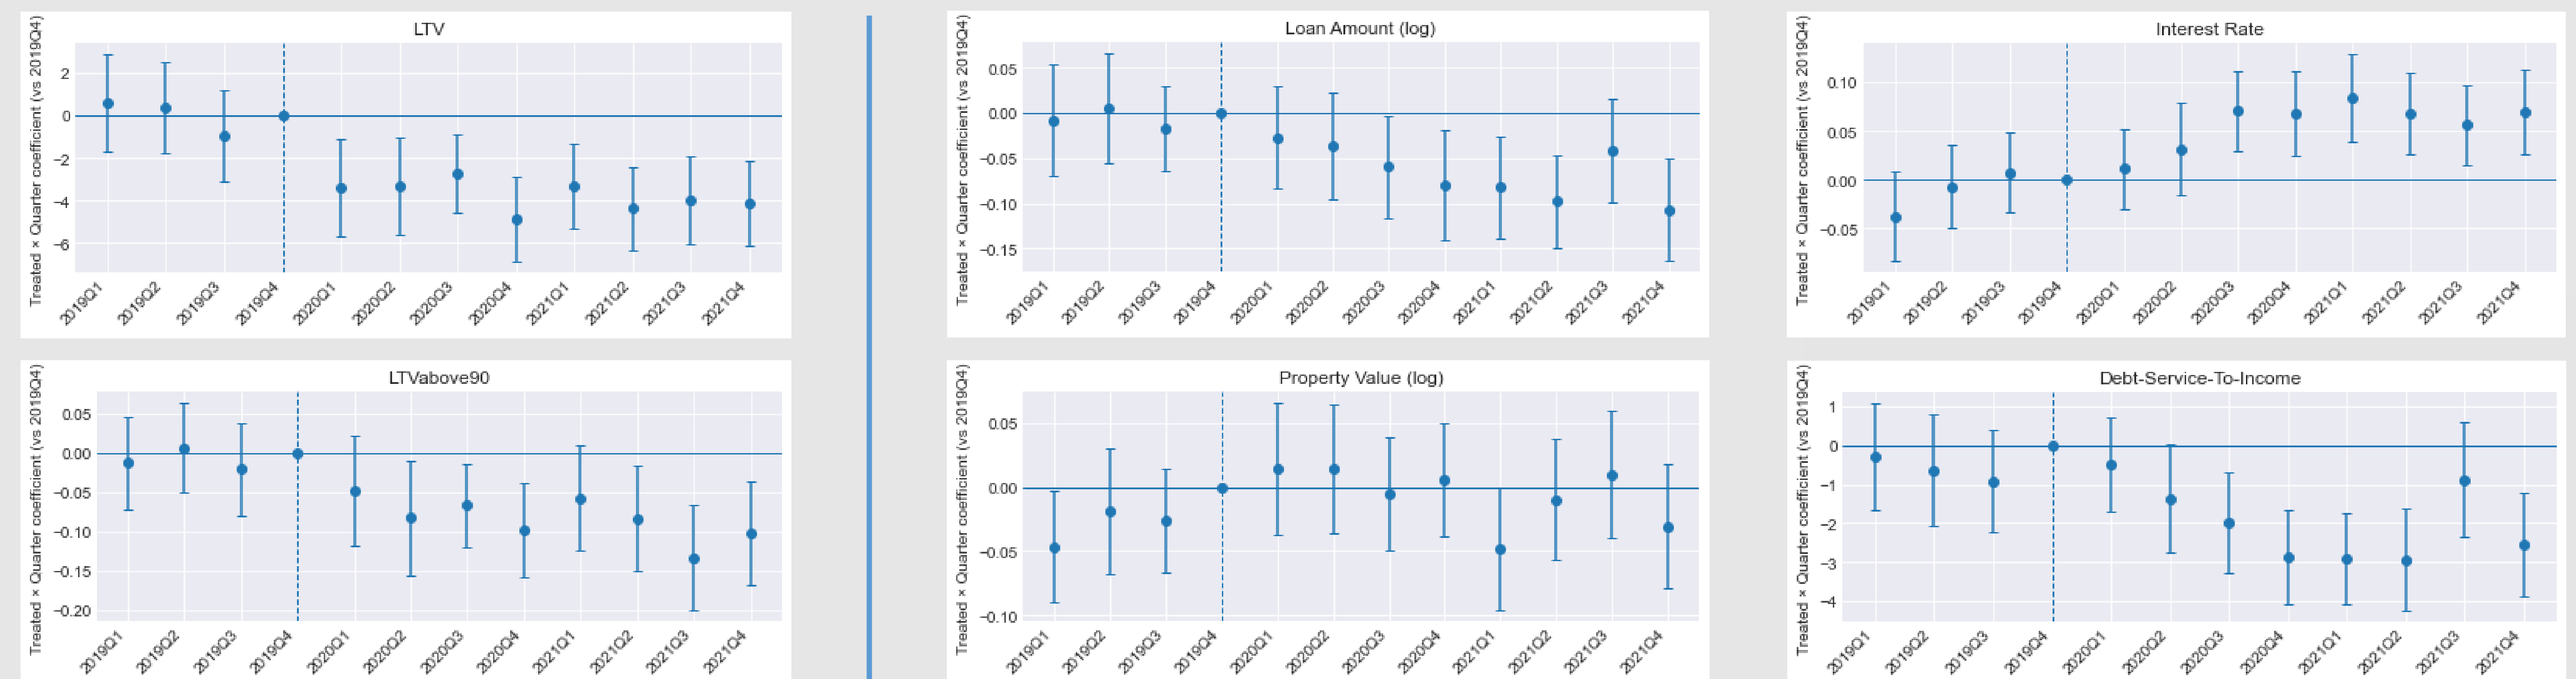 LTV
Treated × Quarter coefficient (vs 2019Q4)
2
0
−2
−4
−6
2019Q1 2019Q2 2019Q3 2019Q4 2020Q1 2020Q2 2020Q3 2020Q4 2021Q1 2021Q2 2021Q3 2021Q4
Loan Amount (log)
Treated × Quarter coefficient (vs 2019Q4)
0.05
0.00
−0.05
−0.10
−0.15
2019Q1 2019Q2 2019Q3 2019Q4 2020Q1 2020Q2 2020Q3 2020Q4 2021Q1 2021Q2 2021Q3 2021Q4
Interest Rate
Treated × Quarter coefficient (vs 2019Q4)
0.10
0.05
0.00
−0.05
2019Q1 2019Q2 2019Q3 2019Q4 2020Q1 2020Q2 2020Q3 2020Q4 2021Q1 2021Q2 2021Q3 2021Q4
LTVabove90
Treated × Quarter coefficient (vs 2019Q4)
0.05
0.00
−0.05
−0.10
−0.15
−0.20
2019Q1 2019Q2 2019Q3 2019Q4 2020Q1 2020Q2 2020Q3 2020Q4 2021Q1 2021Q2 2021Q3 2021Q4
Property Value (log)
Treated × Quarter coefficient (vs 2019Q4)
0.05
0.00
−0.05
−0.10
2019Q1 2019Q2 2019Q3 2019Q4 2020Q1 2020Q2 2020Q3 2020Q4 2021Q1 2021Q2 2021Q3 2021Q4
Debt-Service-To-Income
Treated × Quarter coefficient (vs 2019Q4)
1
0
−1
−2
−3
−4
2019Q1 2019Q2 2019Q3 2019Q4 2020Q1 2020Q2 2020Q3 2020Q4 2021Q1 2021Q2 2021Q3 2021Q4